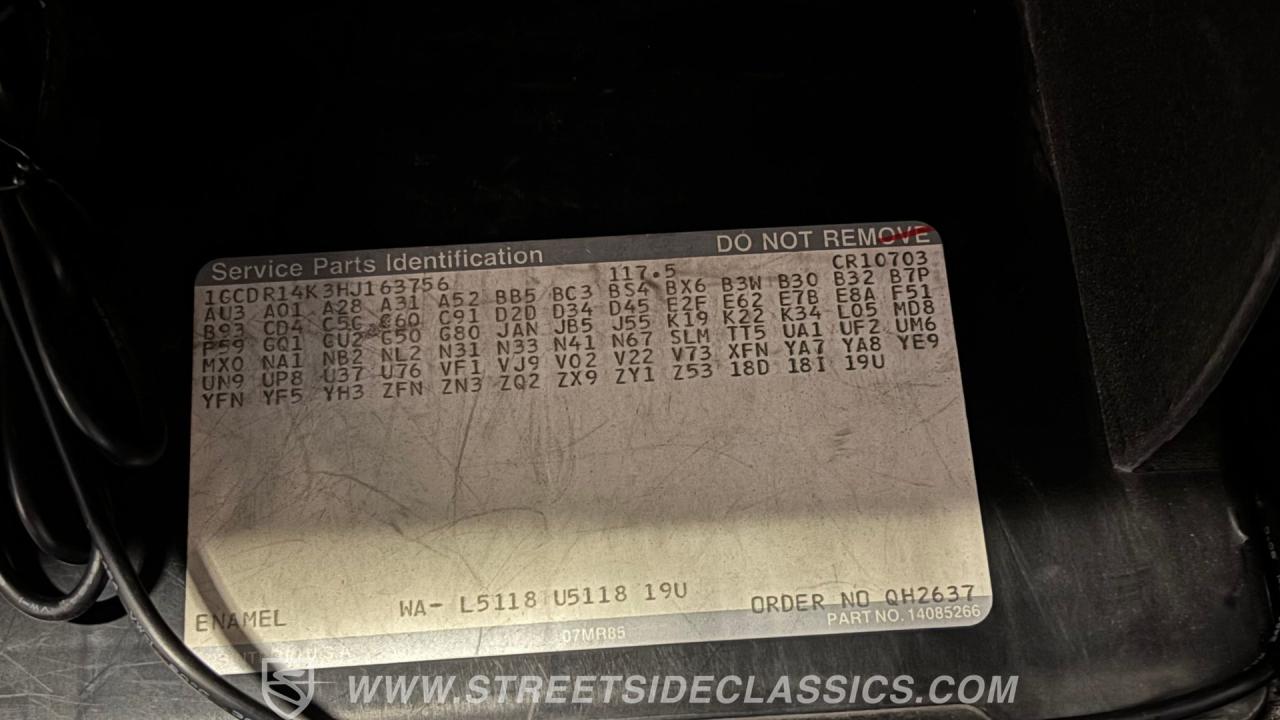 Service Parts Identification DO NOT REMOVE
1GCDR14K3HJ163756 117.5 CR10703
AU3 A01 A28 A31 A52 BB5 BC3 BS4 BX6 B3W B30 B32 B7P
B93 CD4 C5C C60 C91 D2D D34 D45 E2F E62 E7B E8A F51
P59 GQ1 GU2 G50 G80 JAN JB5 J55 K19 K22 K34 L05 MD8
MX0 NA1 NB2 NL2 N31 N33 N41 N67 SLM TT5 UA1 UF2 UM6
UN9 UP8 U37 U76 VF1 VJ9 V02 V22 V73 XFN YA7 YA8 YE9
YFN YF5 YH3 ZFN ZN3 ZQ2 ZX9 ZY1 Z53 18D 18I 19U
ENAMEL WA- L5118 U5118 19U ORDER NO QH2637
07MR85 PART NO. 14085266
WWW.STREETSIDECLASSICS.COM